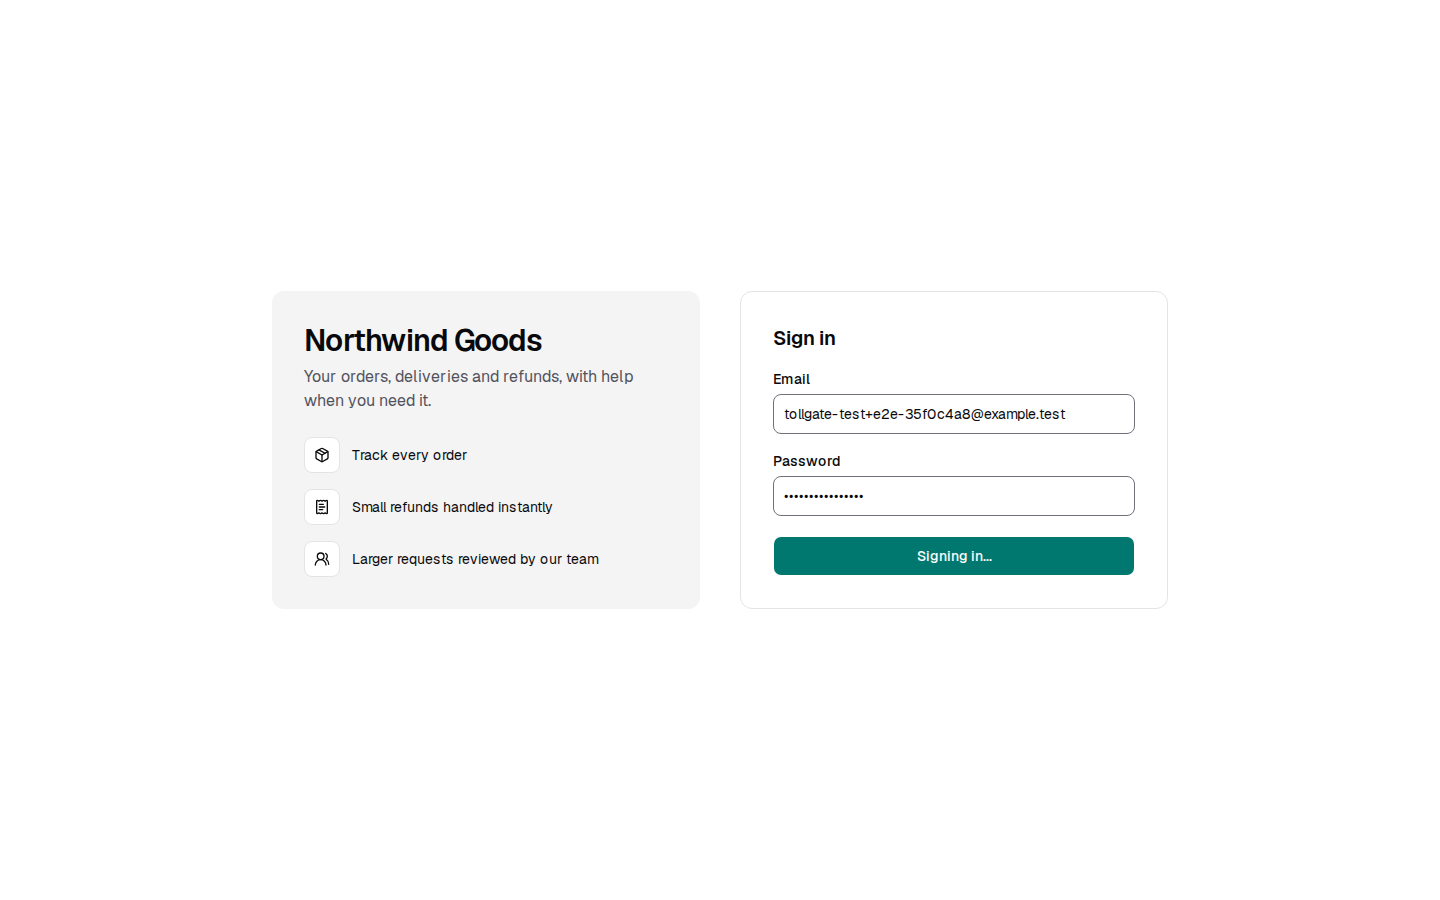 Northwind Goods
Your orders, deliveries and refunds, with help
when you need it.
Track every order
Small refunds handled instantly
Larger requests reviewed by our team
Sign in
Email
tollgate-test+e2e-35f0c4a8@example.test
Password
••••••••••••••••
Signing in...